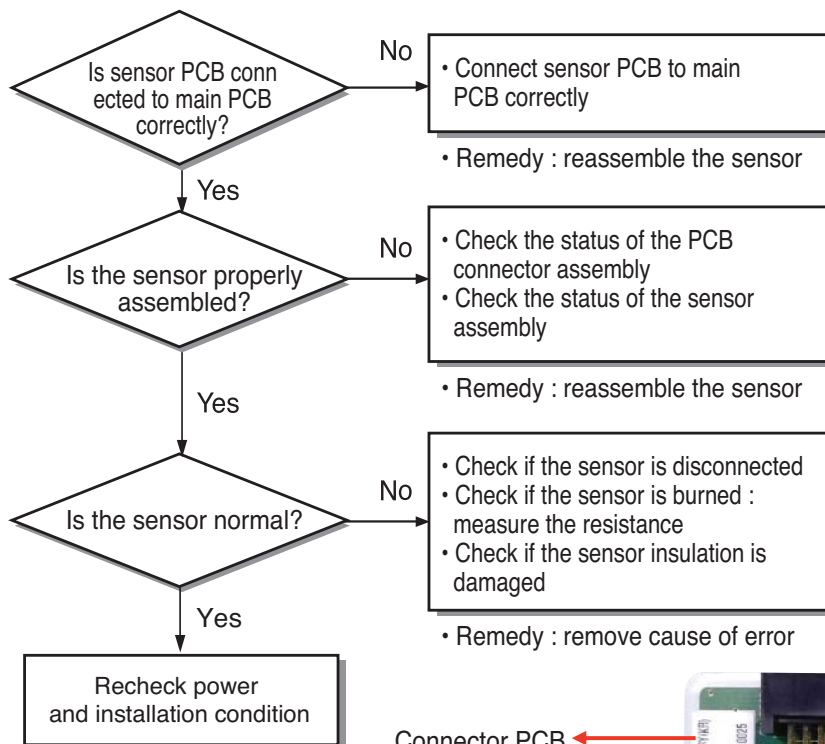 Is sensor PCB conn
ected to main PCB
correctly?
No
• Connect sensor PCB to main
PCB correctly
• Remedy : reassemble the sensor
Yes
Is the sensor properly
assembled?
No
• Check the status of the PCB
connector assembly
• Check the status of the sensor
assembly
• Remedy : reassemble the sensor
Yes
Is the sensor normal?
No
• Check if the sensor is disconnected
• Check if the sensor is burned :
measure the resistance
• Check if the sensor insulation is
damaged
• Remedy : remove cause of error
Yes
Recheck power
and installation condition
Connector PCB